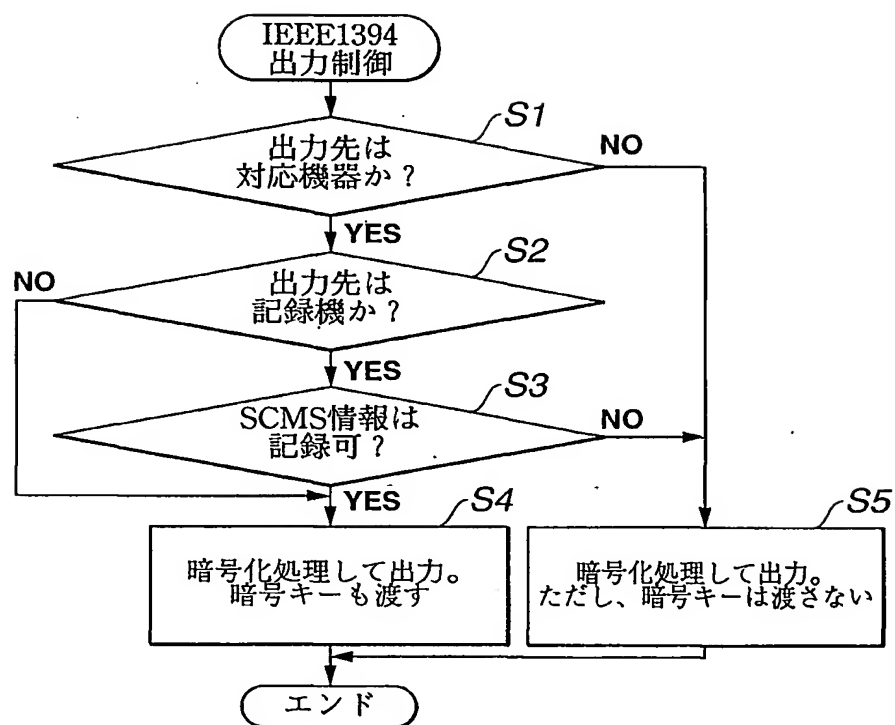 IEEE1394
出力制御
S1
出力先は
対応機器か？
NO
YES
S2
NO
出力先は
記録機か？
YES
S3
SCMS情報は
記録可？
NO
YES
S4
暗号化処理して出力。
暗号キーも渡す
S5
暗号化処理して出力。
ただし、暗号キーは渡さない
エンド